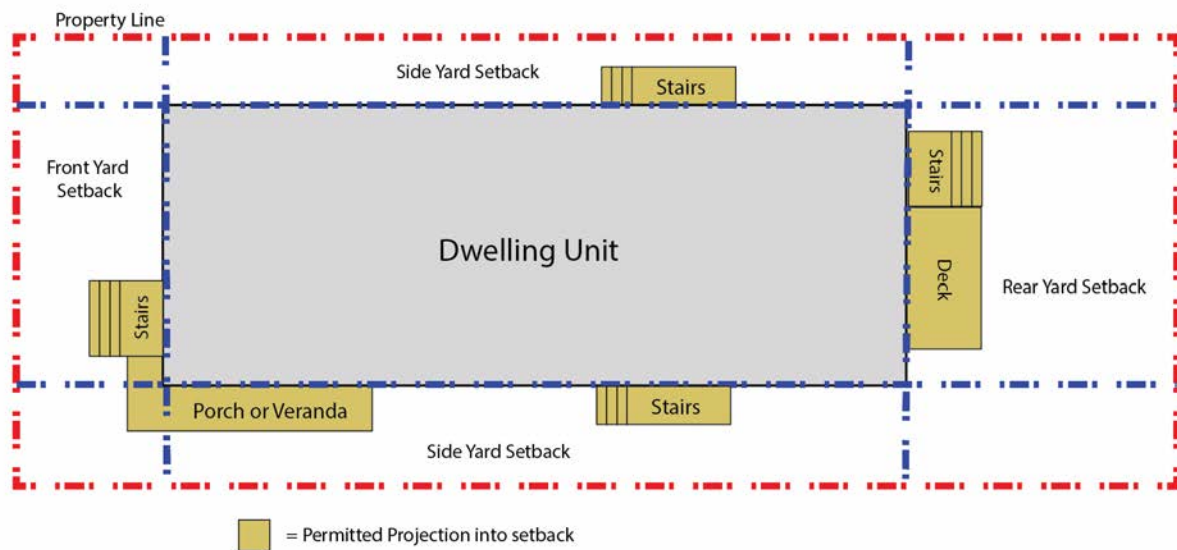 Property Line
Side Yard Setback
Stairs
Front Yard
Setback
Stairs
Dwelling Unit
Deck
Rear Yard Setback
Stairs
Porch or Veranda
Stairs
Side Yard Setback
= Permitted Projection into setback